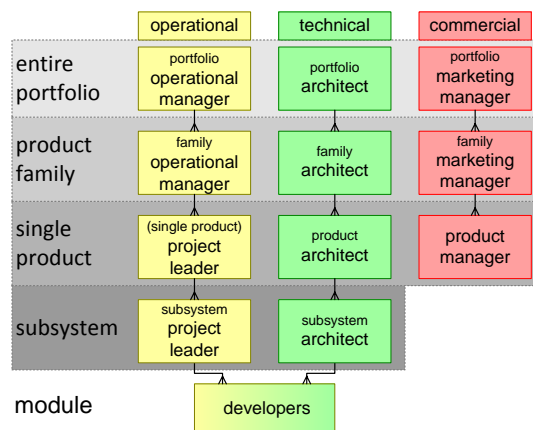 operational
technical
commercial
entire
portfolio
portfolio
operational
manager
portfolio
architect
portfolio
marketing
manager
product
family
family
operational
manager
family
architect
family
marketing
manager
single
product
(single product)
project
leader
product
architect
product
manager
subsystem
subsystem
project
leader
subsystem
architect
module
developers